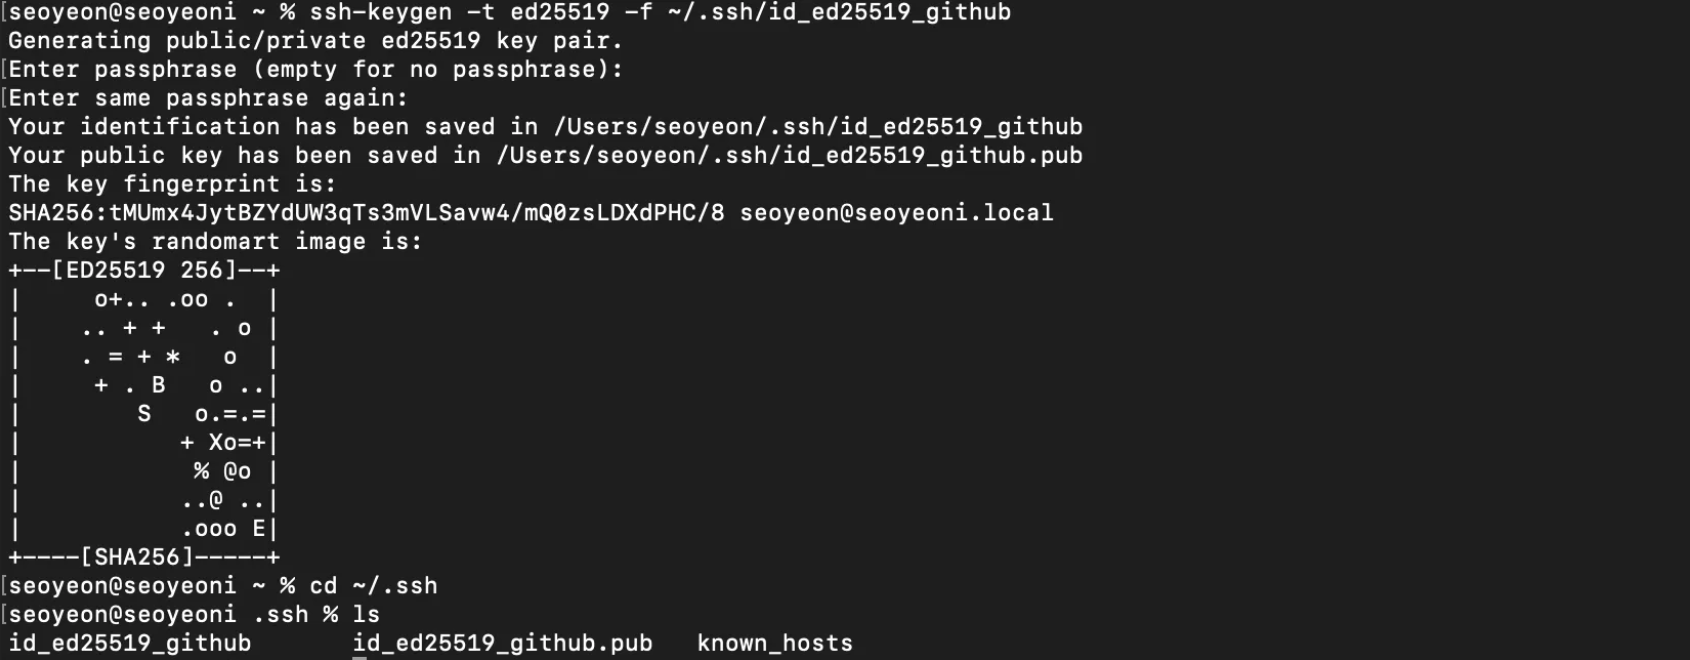 [seoyeon@seoyeoni ~ % ssh-keygen -t ed25519 -f ~/.ssh/id_ed25519_github
Generating public/private ed25519 key pair.
[Enter passphrase (empty for no passphrase):
[Enter same passphrase again:
Your identification has been saved in /Users/seoyeon/.ssh/id_ed25519_github
Your public key has been saved in /Users/seoyeon/.ssh/id_ed25519_github.pub
The key fingerprint is:
SHA256:tMUmx4JytBZYdUW3qTs3mVLSavw4/mQ0zsLDXdPHC/8 seoyeon@seoyeoni.local
The key's randomart image is:
+--[ED25519 256]--+
|     o+.. .oo .  |
|    .. + +   . o |
|    . = + *   o  |
|     + . B   o ..|
|        S   o.=.=|
|           + Xo=+|
|            % @o |
|           ..@ ..|
|           .ooo E|
+----[SHA256]-----+
[seoyeon@seoyeoni ~ % cd ~/.ssh
[seoyeon@seoyeoni .ssh % ls
id_ed25519_github       id_ed25519_github.pub   known_hosts